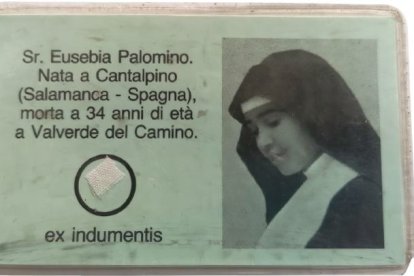 Sr. Eusebia Palomino.
Nata a Cantalpino
(Salamanca - Spagna),
morta a 34 anni di età
a Valverde del Camino.
ex indumentis